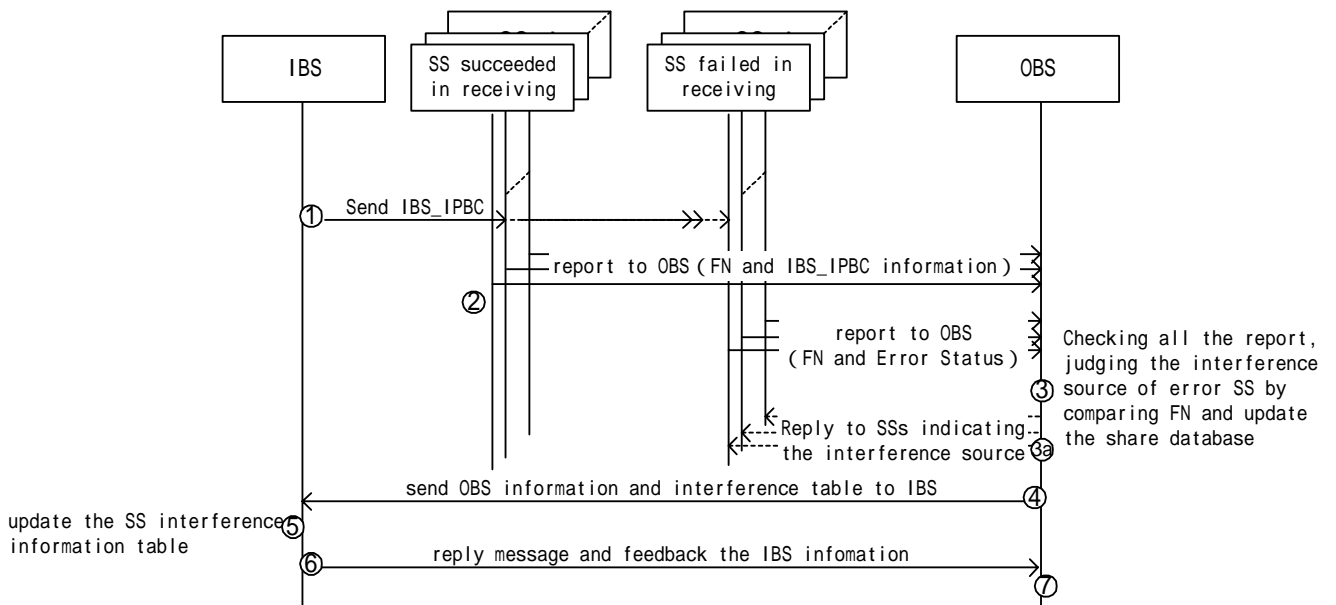 IBS
SS succeeded
in receiving
SS failed in
receiving
OBS
① Send IBS_IPBC
report to OBS (FN and IBS_IPBC information)
②
report to OBS
(FN and Error Status)
Checking all the report,
judging the interference
③ source of error SS by
comparing FN and update
the share database
Reply to SSs indicating
the interference source 3a
send OBS information and interference table to IBS ④
update the SS interference ⑤
information table
⑥ reply message and feedback the IBS infomation
⑦